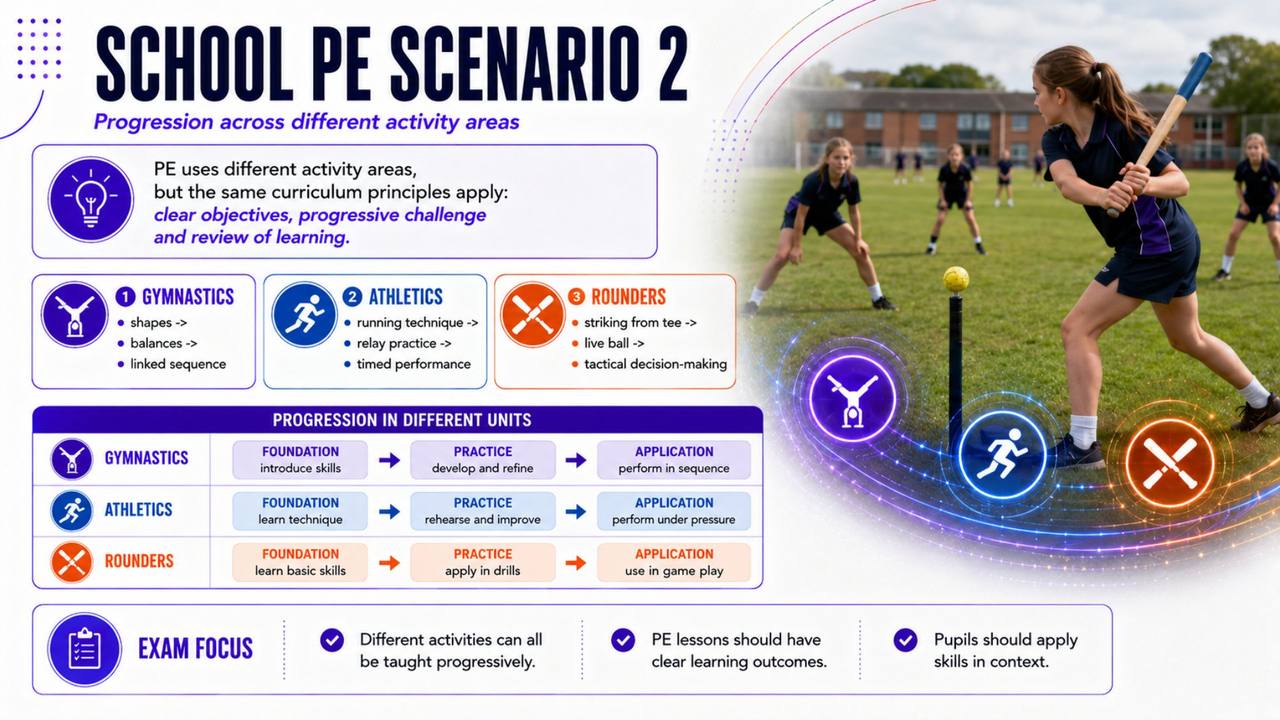 SCHOOL PE SCENARIO 2
Progression across different activity areas
PE uses different activity areas,
but the same curriculum principles apply:
clear objectives, progressive challenge
and review of learning.
1 GYMNASTICS
• shapes ->
• balances ->
• linked sequence
2 ATHLETICS
• running technique ->
• relay practice ->
• timed performance
3 ROUNDERS
• striking from tee ->
• live ball ->
• tactical decision-making
PROGRESSION IN DIFFERENT UNITS
GYMNASTICS
FOUNDATION
introduce skills
PRACTICE
develop and refine
APPLICATION
perform in sequence
ATHLETICS
FOUNDATION
learn technique
PRACTICE
rehearse and improve
APPLICATION
perform under pressure
ROUNDERS
FOUNDATION
learn basic skills
PRACTICE
apply in drills
APPLICATION
use in game play
EXAM FOCUS
Different activities can all
be taught progressively.
PE lessons should have
clear learning outcomes.
Pupils should apply
skills in context.